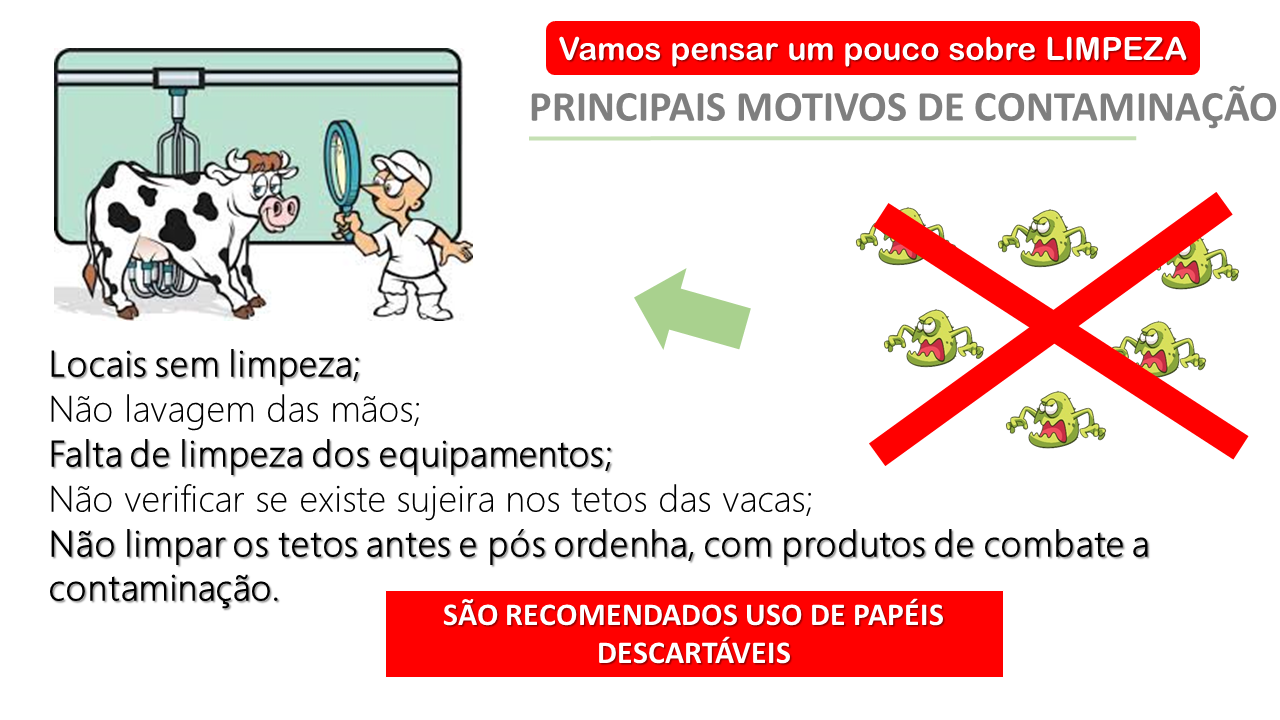 Vamos pensar um pouco sobre LIMPEZA
PRINCIPAIS MOTIVOS DE CONTAMINAÇÃO
Locais sem limpeza;
Não lavagem das mãos;
Falta de limpeza dos equipamentos;
Não verificar se existe sujeira nos tetos das vacas;
Não limpar os tetos antes e pós ordenha, com produtos de combate a
contaminação.
SÃO RECOMENDADOS USO DE PAPÉIS
DESCARTÁVEIS